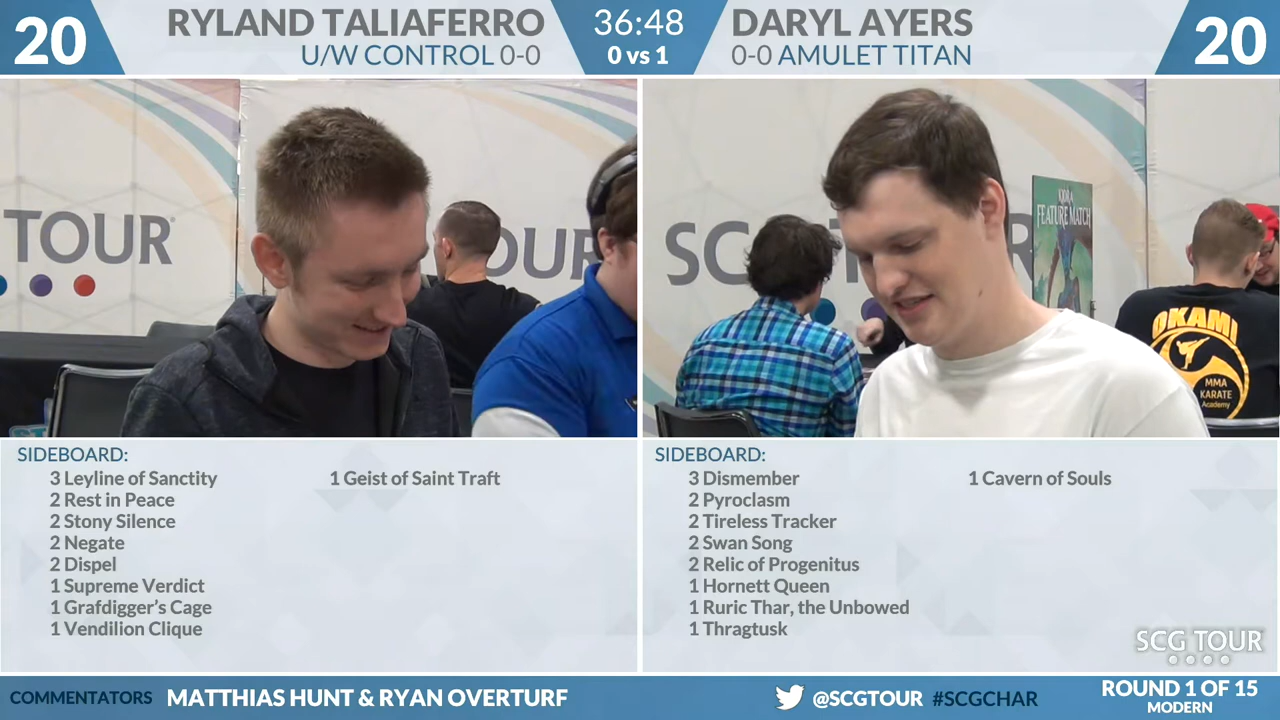 20
RYLAND TALIAFERRO
U/W CONTROL 0-0
36:48
0 vs 1
DARYL AYERS
0-0 AMULET TITAN
20
TOUR
OUR
SC
R
FEATURE MATCH
OKAMI
MMA
KARATE
Academy
SIDEBOARD:
3 Leyline of Sanctity
2 Rest in Peace
2 Stony Silence
2 Negate
2 Dispel
1 Supreme Verdict
1 Grafdigger's Cage
1 Vendilion Clique
1 Geist of Saint Traft
SIDEBOARD:
3 Dismember
2 Pyroclasm
2 Tireless Tracker
2 Swan Song
2 Relic of Progenitus
1 Hornett Queen
1 Ruric Thar, the Unbowed
1 Thragtusk
1 Cavern of Souls
SCG TOUR
COMMENTATORS MATTHIAS HUNT & RYAN OVERTURF
@SCGTOUR #SCGCHAR
ROUND 1 OF 15
MODERN